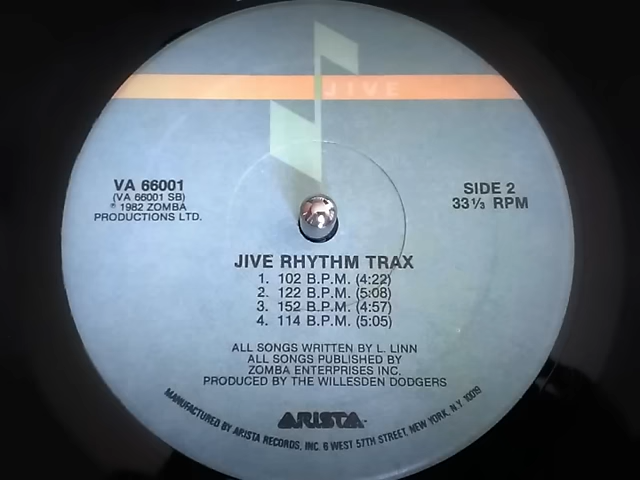 JIVE
VA 66001
(VA 66001 SB)
℗ 1982 ZOMBA
PRODUCTIONS LTD.
SIDE 2
33⅓ RPM
JIVE RHYTHM TRAX
1. 102 B.P.M. (4:22)
2. 122 B.P.M. (5:08)
3. 152 B.P.M. (4:57)
4. 114 B.P.M. (5:05)
ALL SONGS WRITTEN BY L. LINN
ALL SONGS PUBLISHED BY
ZOMBA ENTERPRISES INC.
PRODUCED BY THE WILLESDEN DODGERS
ARISTA
MANUFACTURED BY ARISTA RECORDS, INC. 6 WEST 57TH STREET, NEW YORK, N.Y. 10019